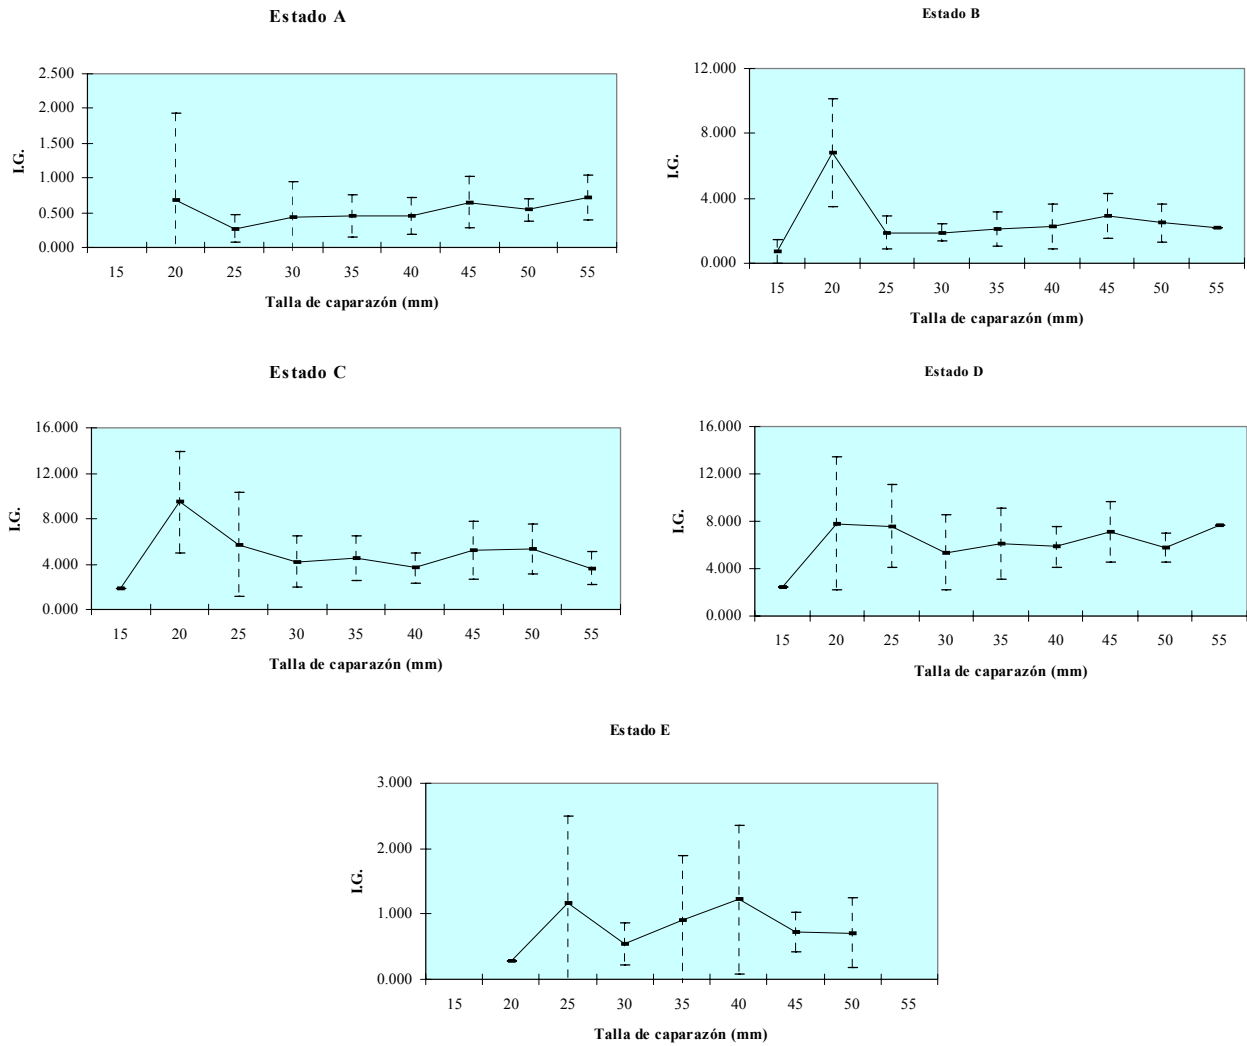 Estado A
2.500
2.000
1.500
1.000
0.500
0.000
I.G.
15 20 25 30 35 40 45 50 55
Talla de caparazón (mm)
Estado B
12.000
8.000
4.000
0.000
I.G.
15 20 25 30 35 40 45 50 55
Talla de caparazón (mm)
Estado C
16.000
12.000
8.000
4.000
0.000
I.G.
15 20 25 30 35 40 45 50 55
Talla de caparazón (mm)
Estado D
16.000
12.000
8.000
4.000
0.000
I.G.
15 20 25 30 35 40 45 50 55
Talla de caparazón (mm)
Estado E
3.000
2.000
1.000
0.000
I.G.
15 20 25 30 35 40 45 50 55
Talla de caparazón (mm)